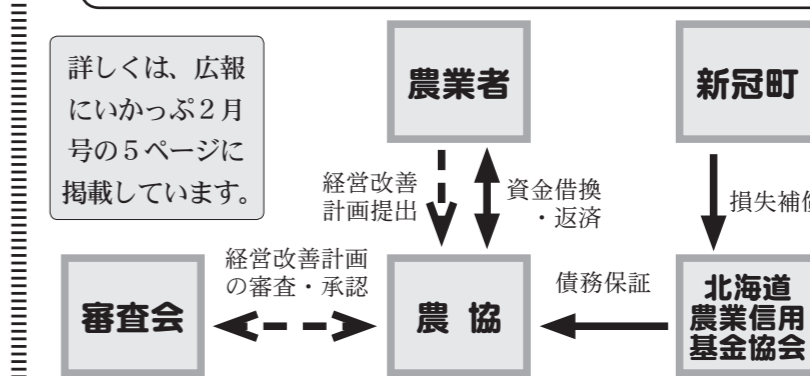 詳しくは、広報
にいかっぷ２月
号の５ページに
掲載しています。
農業者
新冠町
経営改善
計画提出
資金借換
・返済
損失補償
経営改善計画
の審査・承認
債務保証
審査会
農 協
北海道
農業信用
基金協会